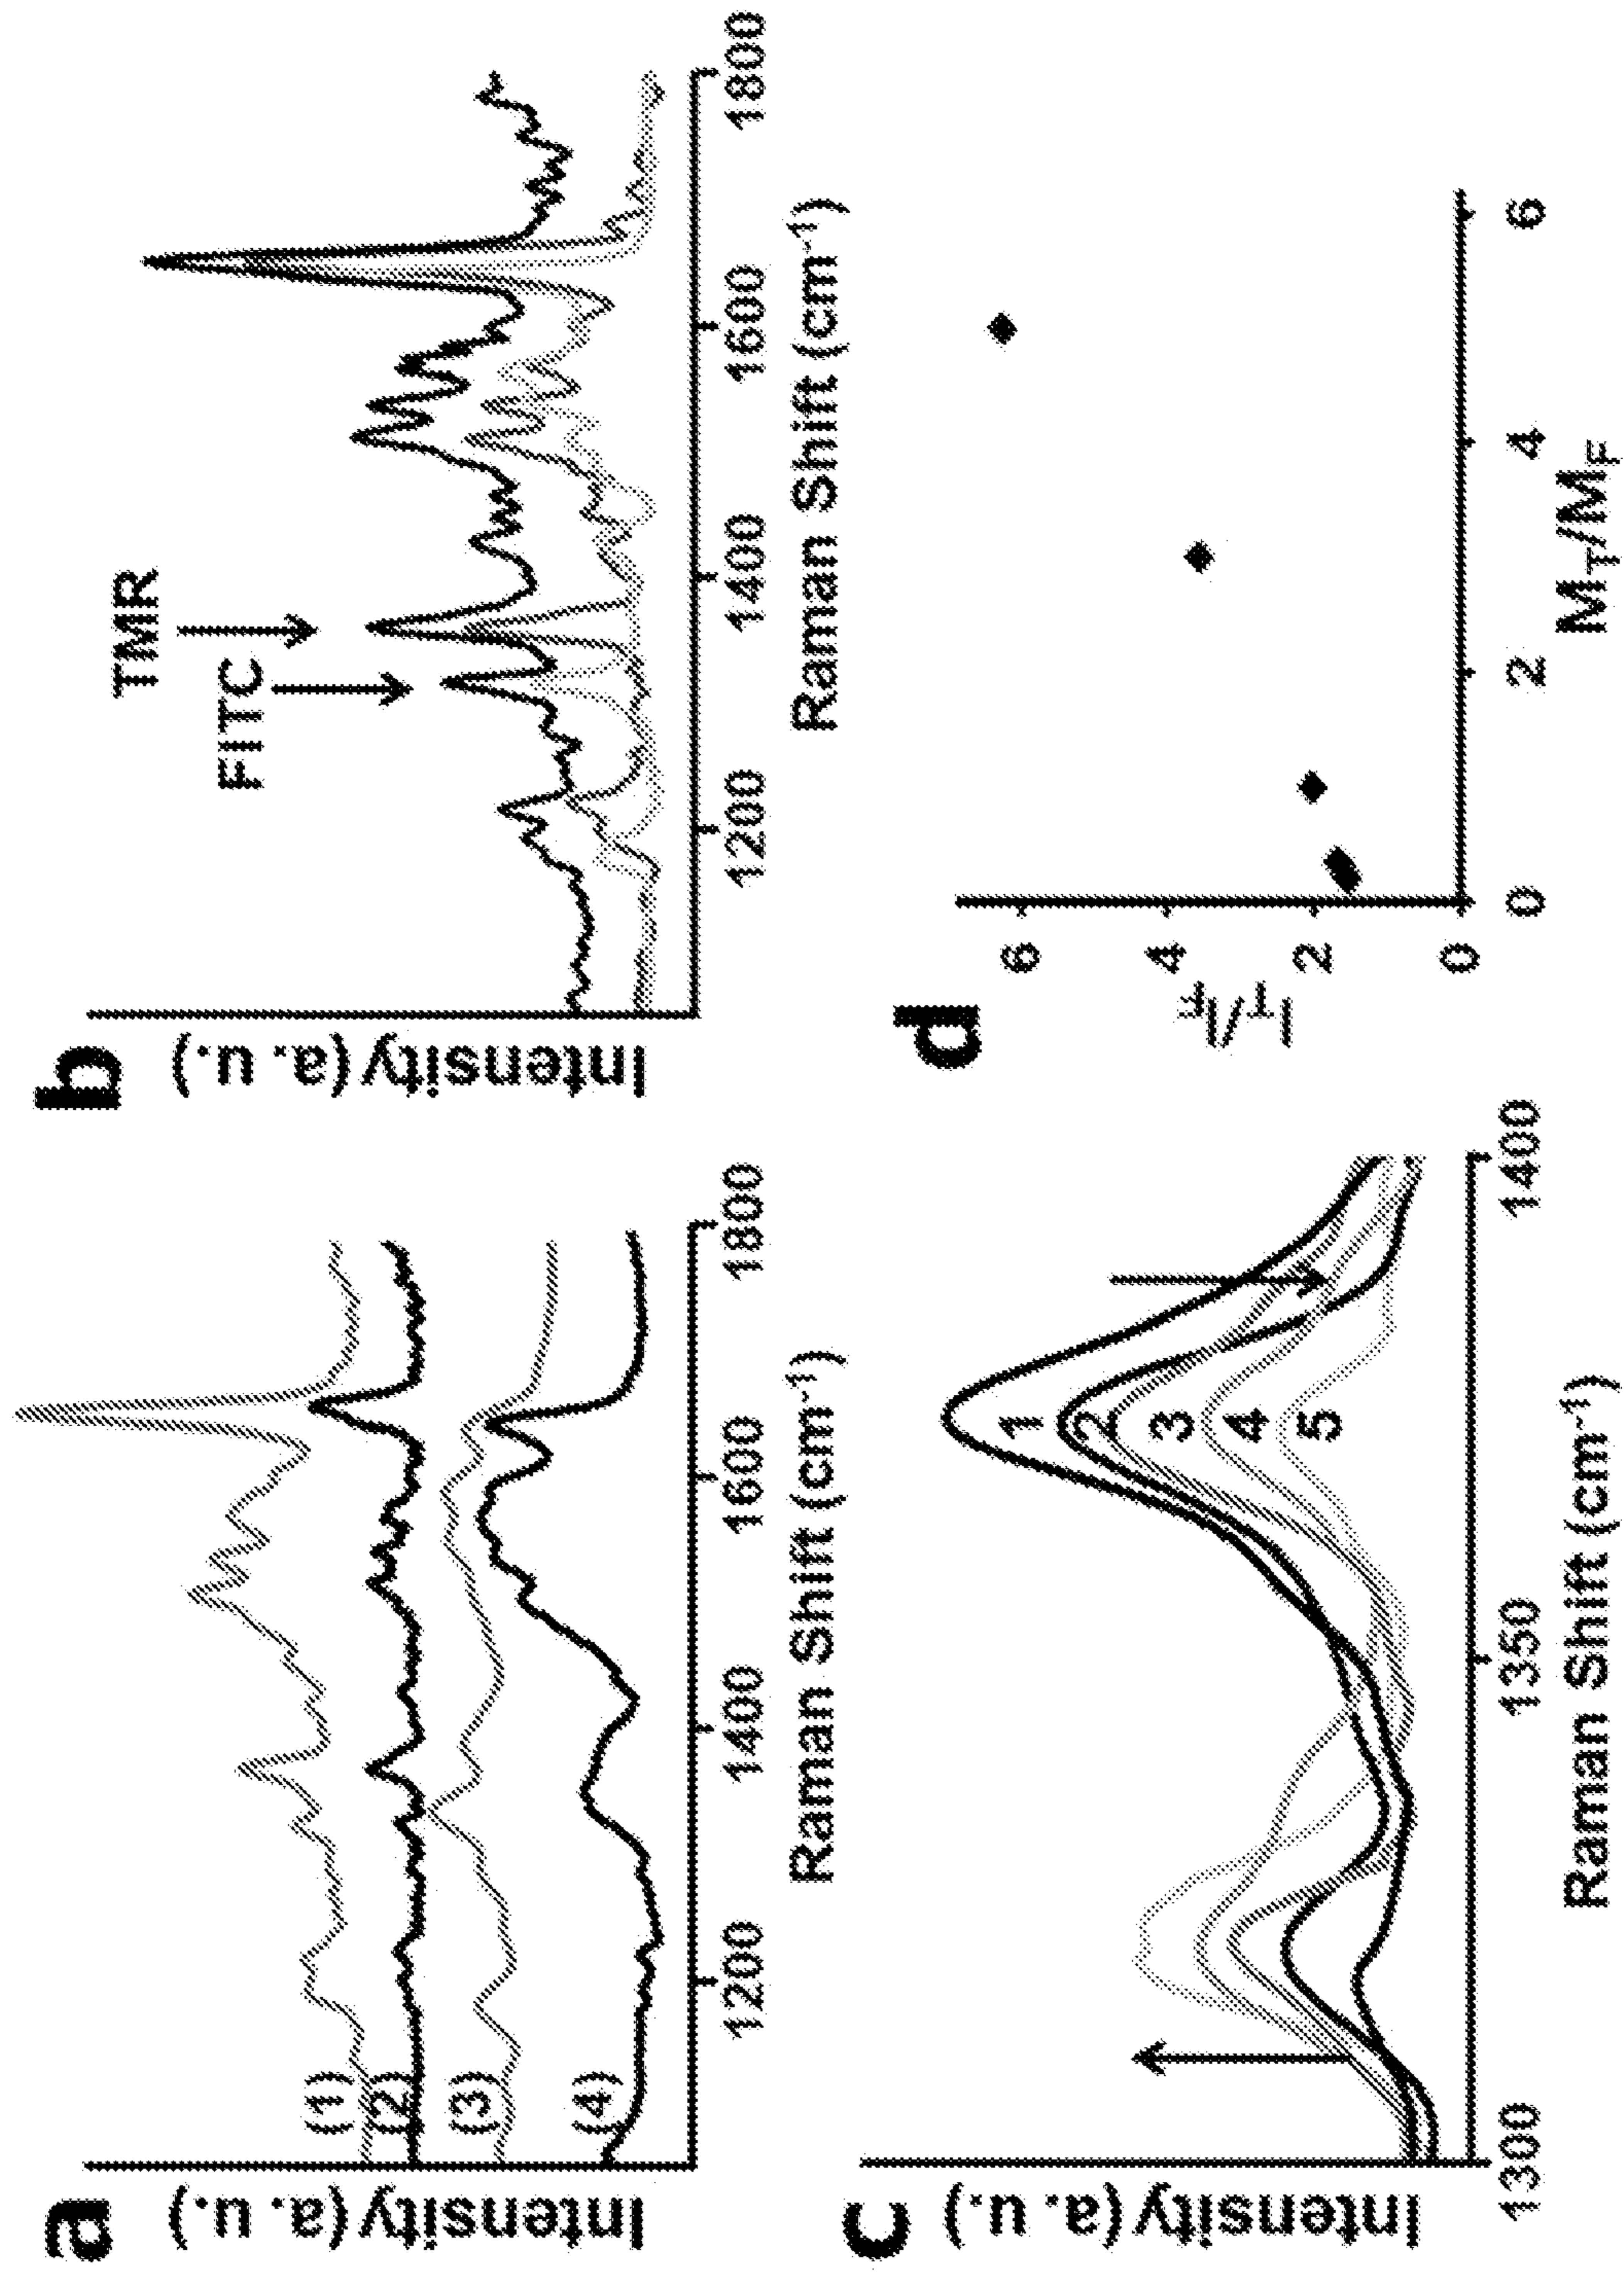 a
Intensity (a. u.)
(1)
(2)
(3)
(4)
1200
1400
1600
1800
Raman Shift (cm-1)
b
Intensity (a. u.)
FITC
TMR
1200
1400
1600
1800
Raman Shift (cm-1)
c
Intensity (a. u.)
1
2
3
4
5
1300
1350
1400
Raman Shift (cm-1)
d
IT/IF
6
4
2
0
0
2
4
6
MT/MF